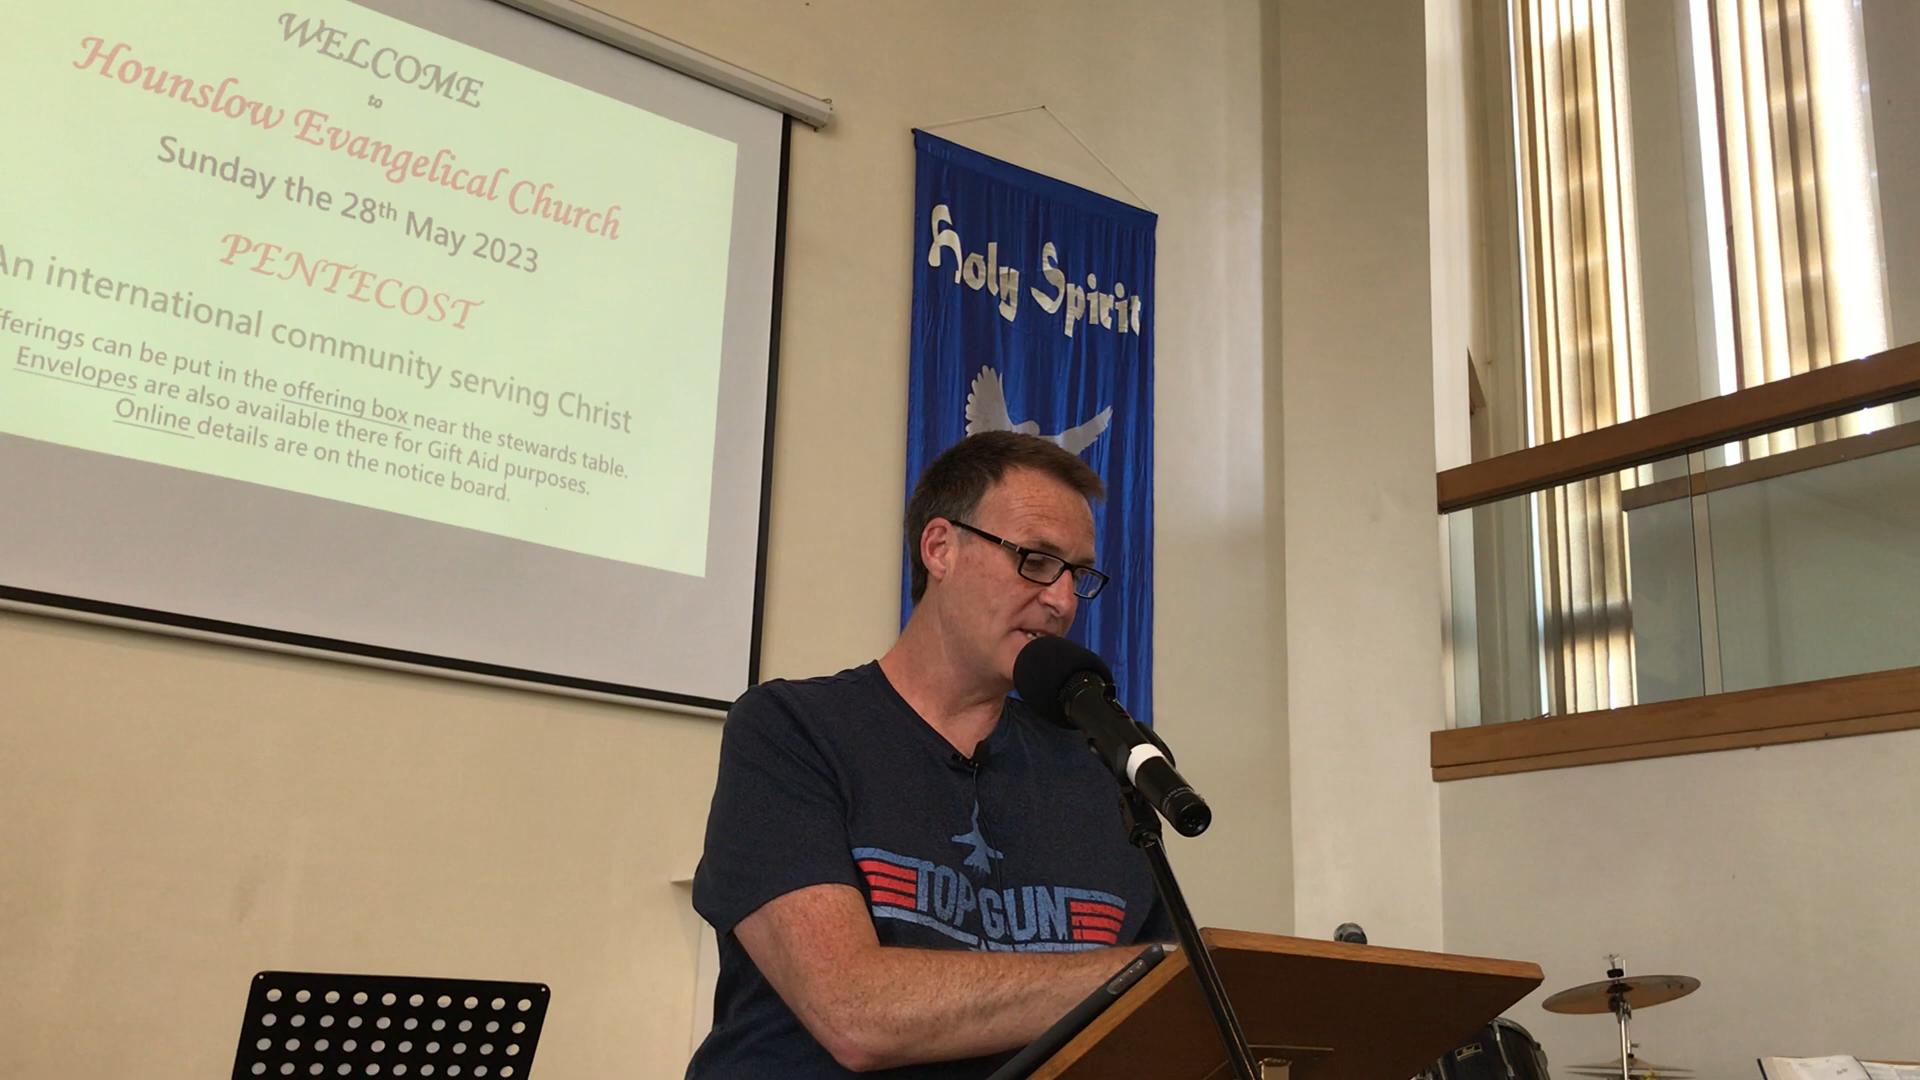 WELCOME
to
Hounslow Evangelical Church
Sunday the 28th May 2023
PENTECOST
An international community serving Christ
fferings can be put in the offering box near the stewards table.
Envelopes are also available there for Gift Aid purposes.
Online details are on the notice board.
Holy Spirit
TOP GUN